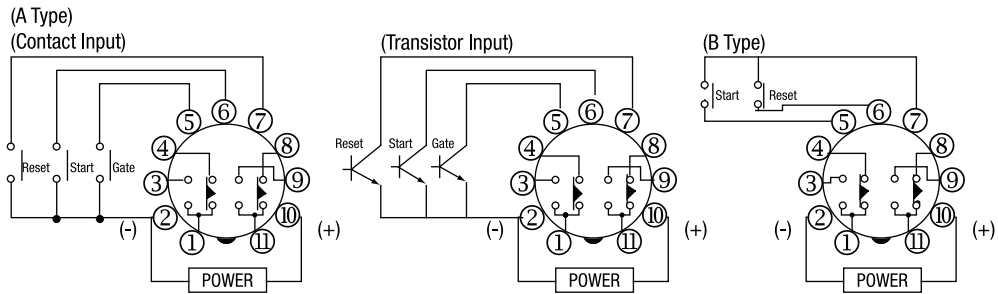 (A Type)
(Contact Input)
Reset
Start
Gate
5
6
7
4
8
3
9
2
10
1
11
(-)
(+)
POWER
(Transistor Input)
Reset
Start
Gate
5
6
7
4
8
3
9
2
10
1
11
(-)
(+)
POWER
(B Type)
Start
Reset
5
6
7
4
8
3
9
2
10
1
11
(-)
(+)
POWER